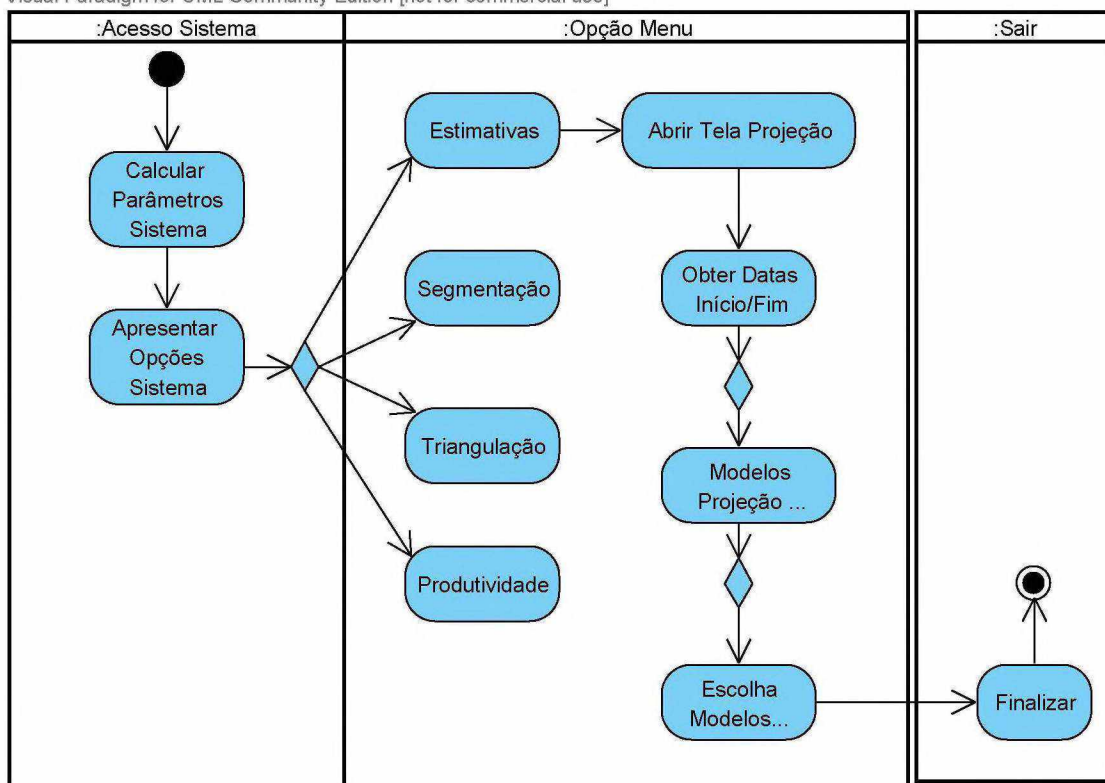 Visual Paradigm for UML Community Edition [not for commercial use]
:Acesso Sistema
:Opção Menu
:Sair
Calcular
Parâmetros
Sistema
Apresentar
Opções
Sistema
Estimativas
Abrir Tela Projeção
Segmentação
Obter Datas
Início/Fim
Triangulação
Modelos
Projeção ...
Produtividade
Escolha
Modelos...
Finalizar